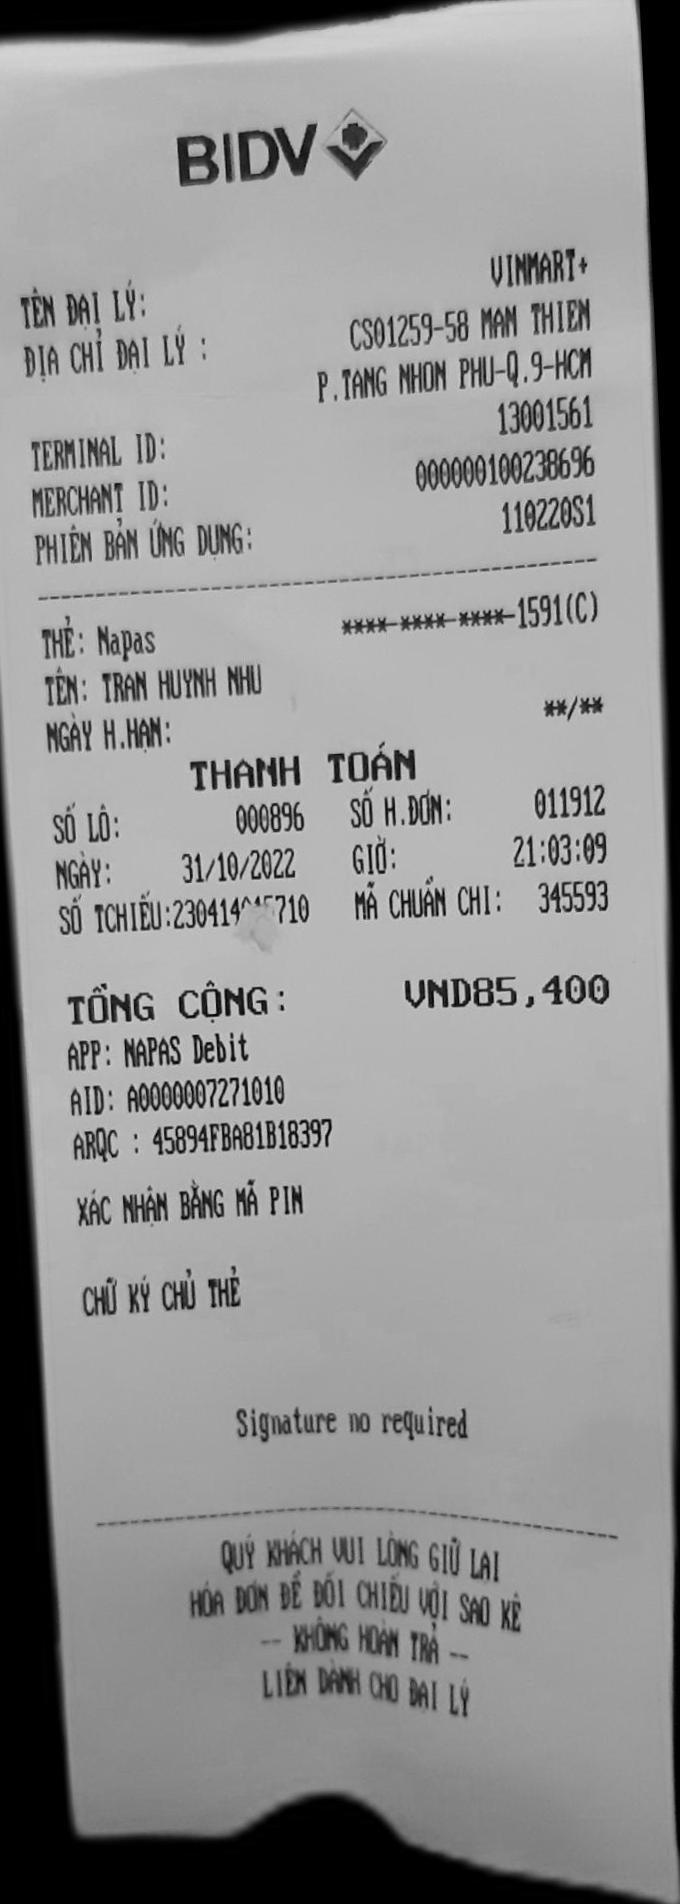 BIDV
TÊN ĐẠI LÝ: VINMART+
ĐỊA CHỈ ĐẠI LÝ : CS01259-58 MAN THIEN
P.TANG NHON PHU-Q.9-HCM
TERMINAL ID: 13001561
MERCHANT ID: 000000100238696
PHIÊN BẢN ỨNG DỤNG: 110220S1
THẺ: Napas ****-****-****-1591(C)
TÊN: TRAN HUYNH NHU
NGÀY H.HẠN: **/**
THANH TOÁN
SỐ LÔ: 000896 SỐ H.ĐƠN: 011912
NGÀY: 31/10/2022 GIỜ: 21:03:09
SỐ TCHIẾU: MÃ CHUẨN CHI: 345593
TỔNG CỘNG: VND85,400
APP: NAPAS Debit
AID: A0000007271010
ARQC : 45894FBA81B18397
XÁC NHẬN BẰNG MÃ PIN
CHỮ KÝ CHỦ THẺ
Signature no required
QUÝ KHÁCH VUI LÒNG GIỮ LẠI
HÓA ĐƠN ĐỂ ĐỐI CHIẾU VỚI SAO KÊ
-- KHÔNG HOÀN TRẢ --
LIÊN DÀNH CHO ĐẠI LÝ